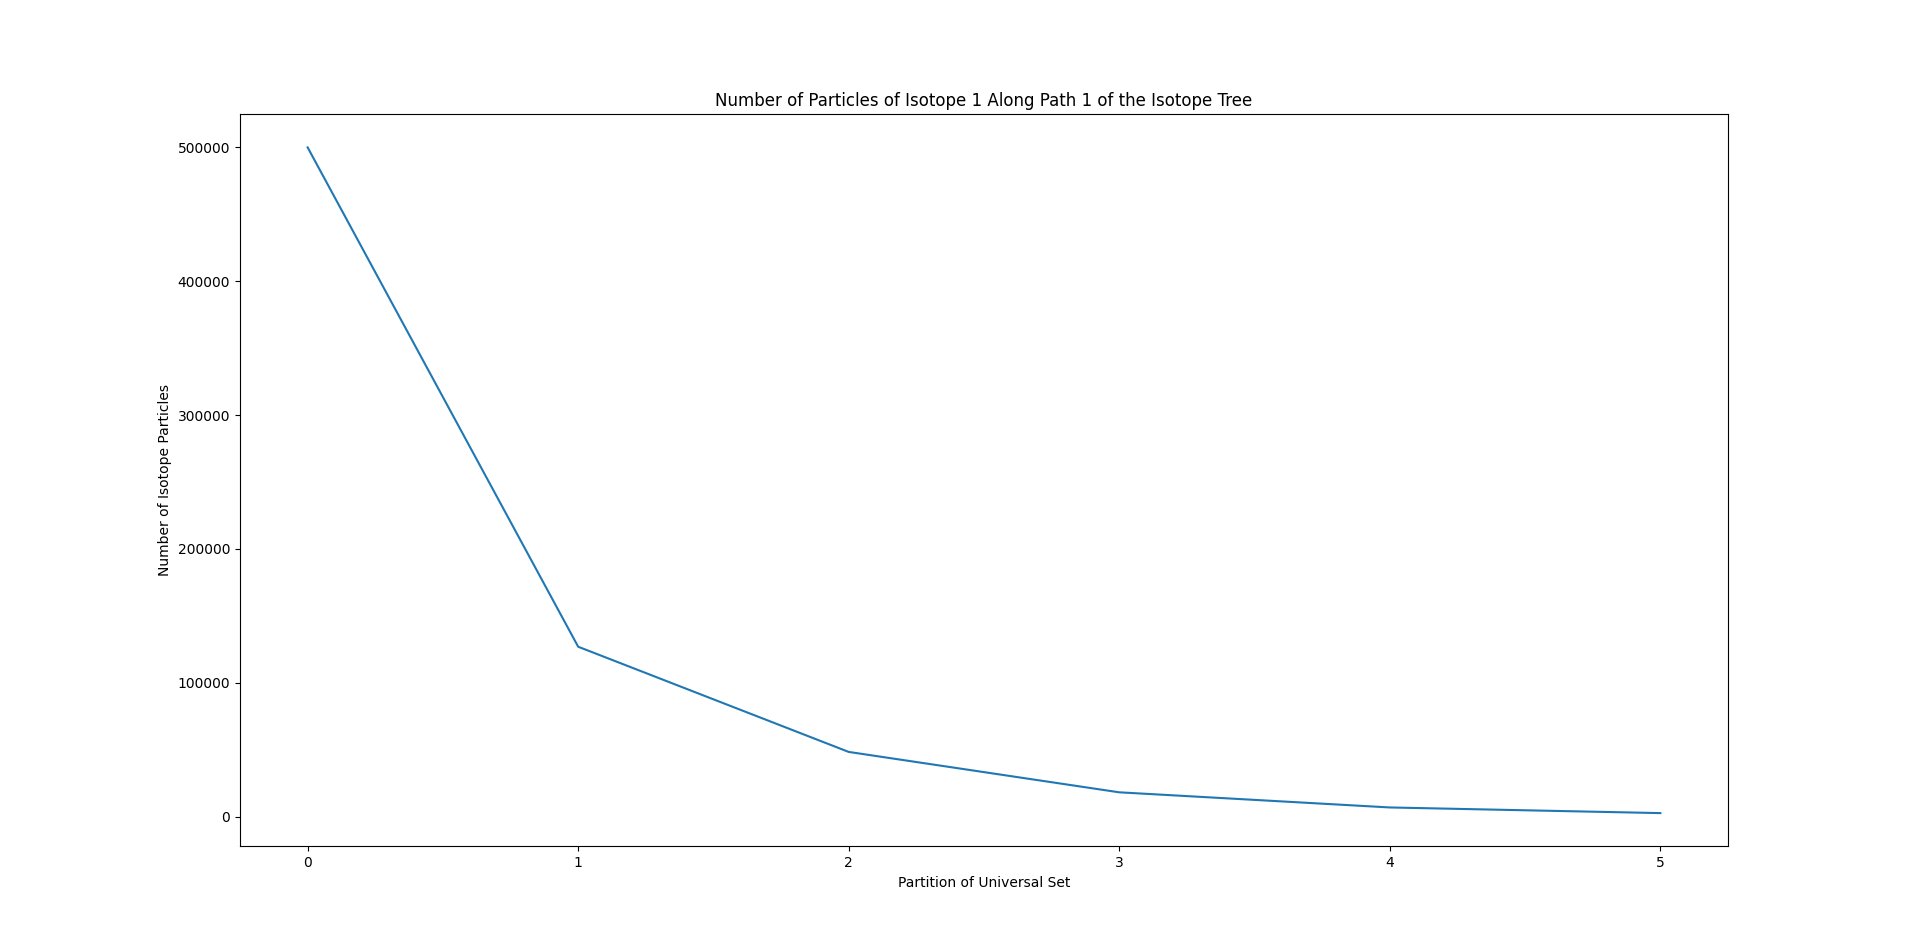 Number of Particles of Isotope 1 Along Path 1 of the Isotope Tree
500000
400000
300000
200000
100000
0
Number of Isotope Particles
0 1 2 3 4 5
Partition of Universal Set